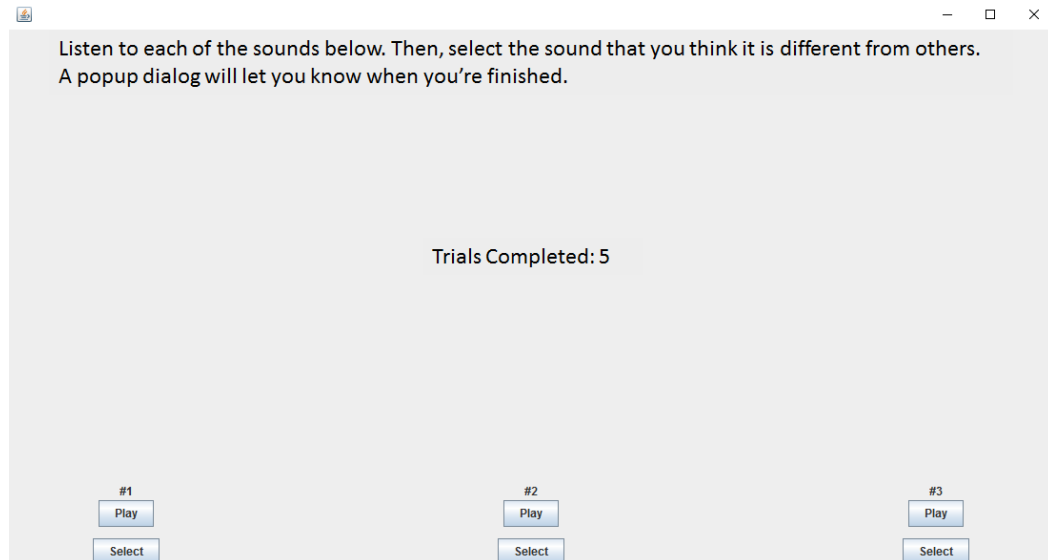 Listen to each of the sounds below. Then, select the sound that you think it is different from others.
A popup dialog will let you know when you’re finished.
Trials Completed: 5
#1 #2 #3
Play Play Play
Select Select Select